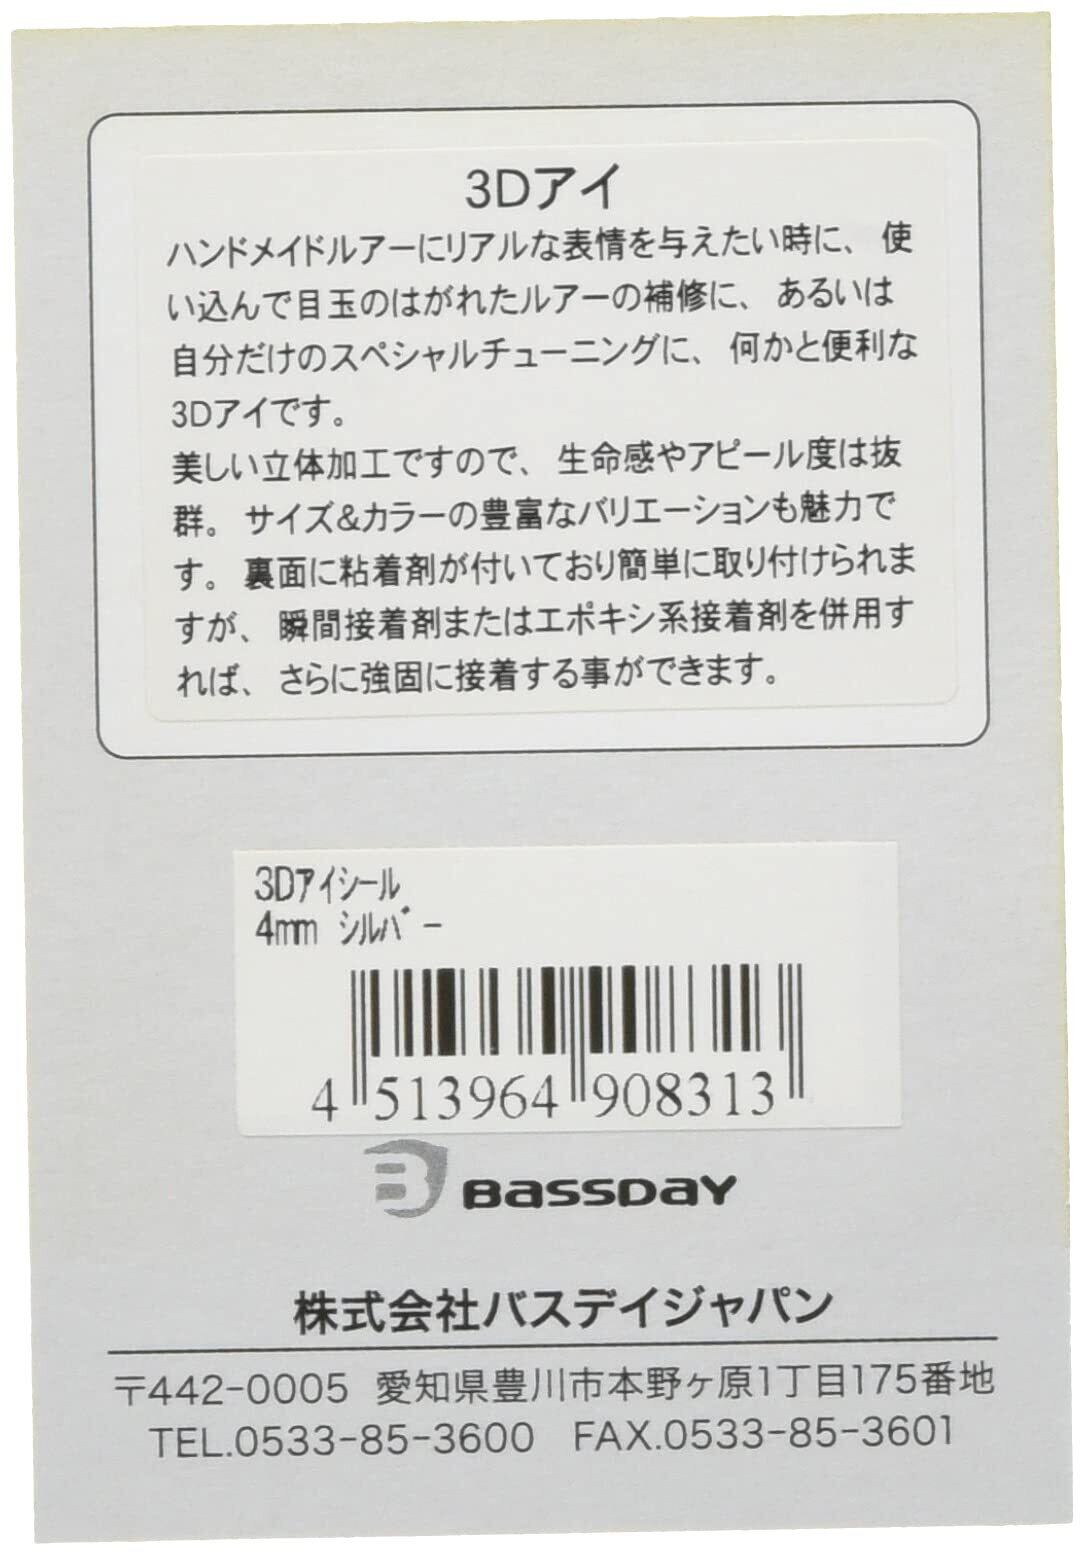 3Dアイ
ハンドメイドルアーにリアルな表情を与えたい時に、使
い込んで目玉のはがれたルアーの補修に、あるいは
自分だけのスペシャルチューニングに、何かと便利な
3Dアイです。
美しい立体加工ですので、生命感やアピール度は抜
群。サイズ&カラーの豊富なバリエーションも魅力で
す。裏面に粘着剤が付いており簡単に取り付けられま
すが、瞬間接着剤またはエポキシ系接着剤を併用す
れば、さらに強固に接着する事ができます。
3Dアイシール
4mm シルバー
4 513964 908313
BASSDAY
株式会社バスデイジャパン
〒442-0005 愛知県豊川市本野ヶ原1丁目175番地
TEL.0533-85-3600 FAX.0533-85-3601